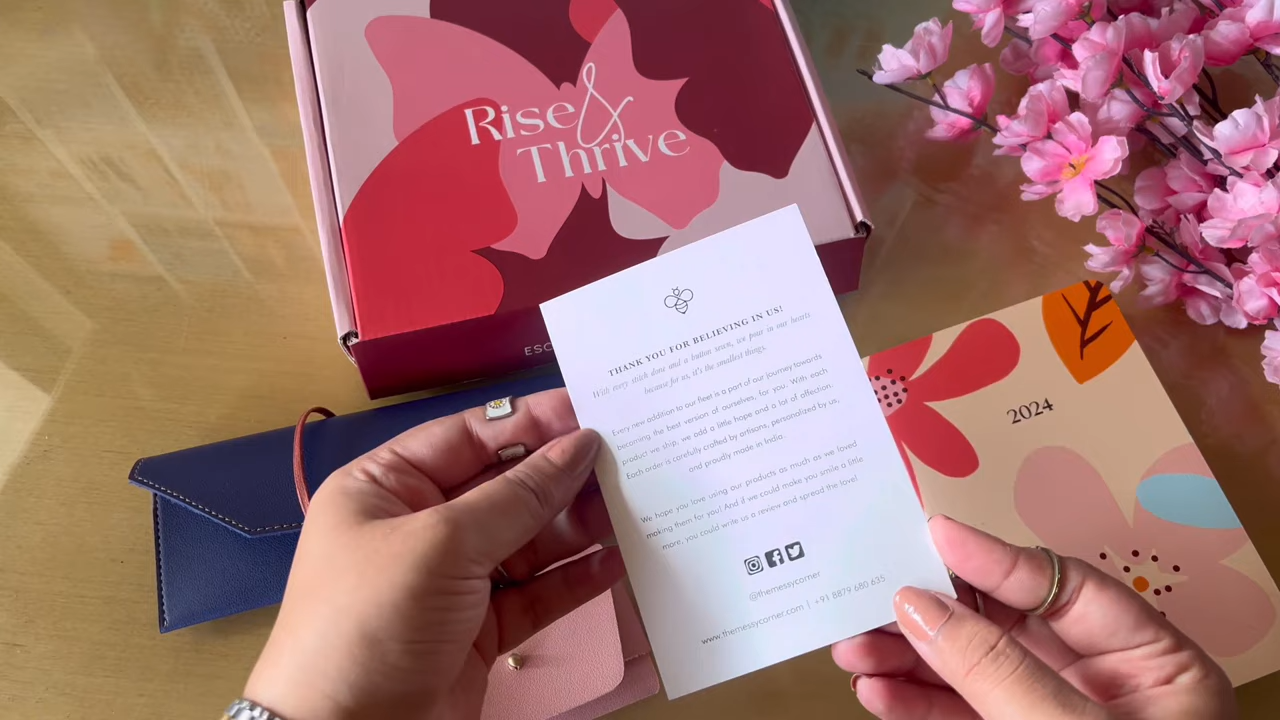 Rise &
Thrive
ESC
THANK YOU FOR BELIEVING IN US!
With every stitch done and a button sewn, we pour in our hearts
because for us, it's the smallest things.
Every new addition to our fleet is a part of our journey towards
becoming the best version of ourselves, for you. With each
product we ship, we add a little hope and a lot of affection.
Each order is carefully crafted by artisans, personalized by us,
and proudly made in India.
We hope you love using our products as much as we loved
making them for you! And if we could make you smile a little
more, you could write us a review and spread the love!
@themessycorner
www.themessycorner.com | +91 8879 680 635
2024